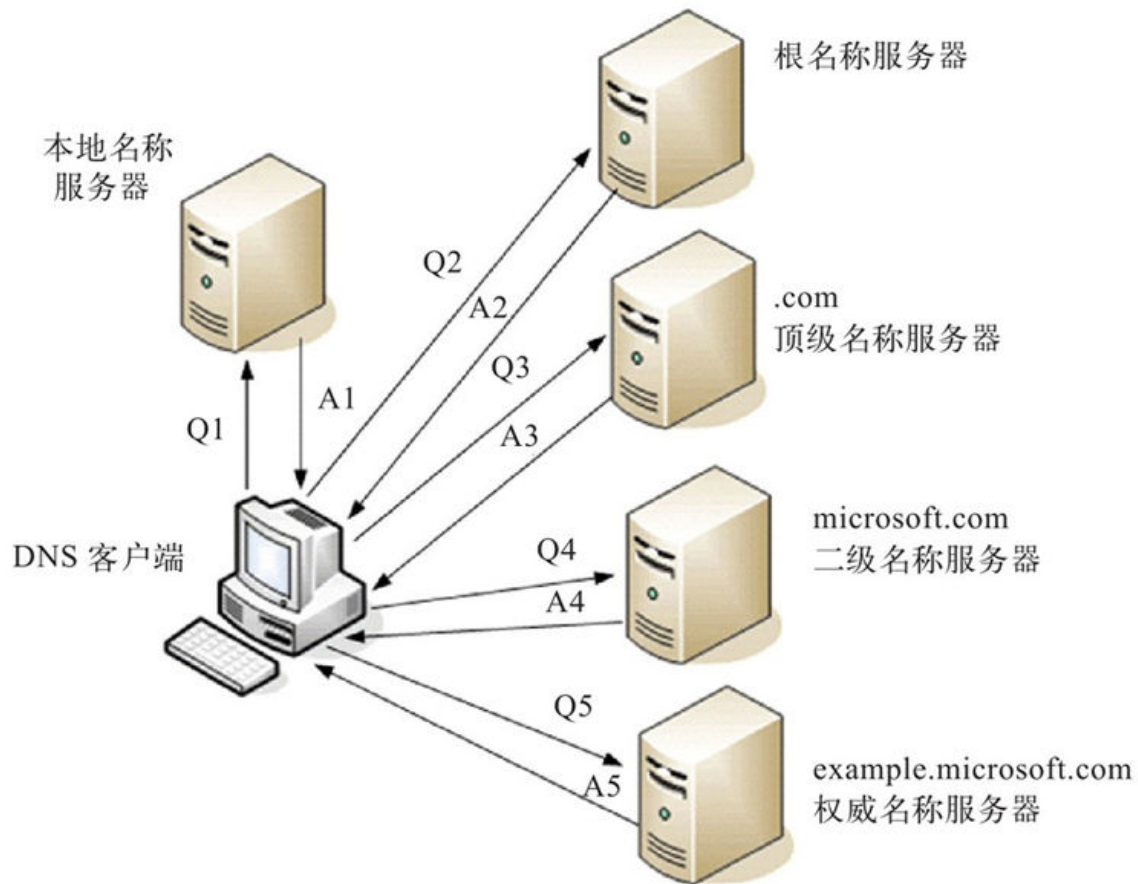 根名称服务器
本地名称
服务器
Q2
A2
.com
顶级名称服务器
Q3
A1
Q1
A3
microsoft.com
二级名称服务器
DNS 客户端
Q4
A4
Q5
A5
example.microsoft.com
权威名称服务器